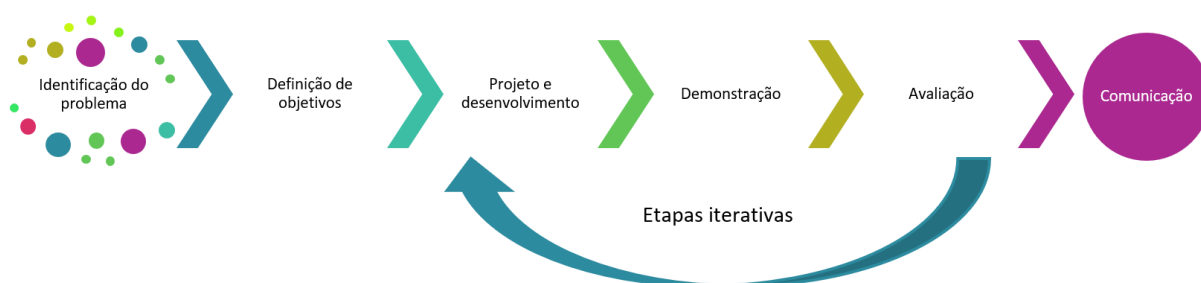 Identificação do
problema
Definição de
objetivos
Projeto e
desenvolvimento
Demonstração
Avaliação
Comunicação
Etapas iterativas